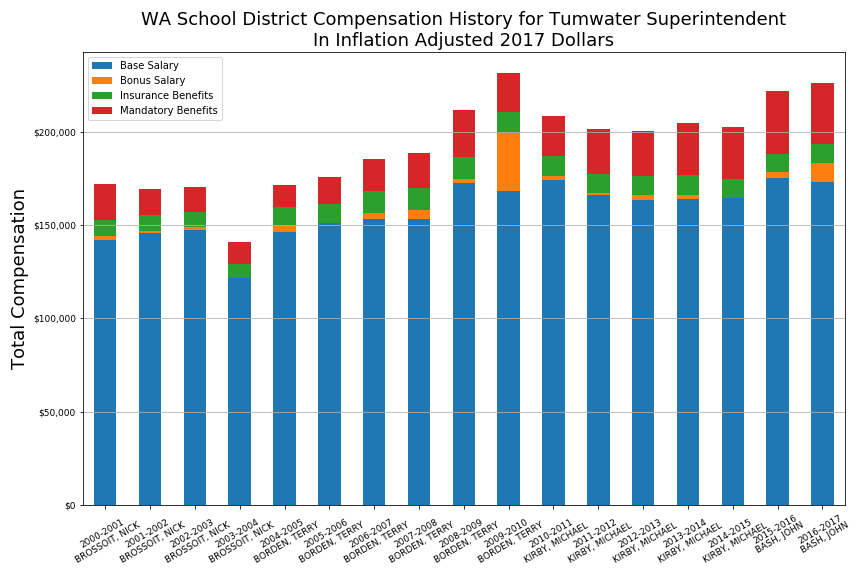 WA School District Compensation History for Tumwater Superintendent
In Inflation Adjusted 2017 Dollars
Base Salary
Bonus Salary
Insurance Benefits
Mandatory Benefits
Total Compensation
$200,000
$150,000
$100,000
$50,000
$0
2000-2001
BROSSOIT, NICK
2001-2002
BROSSOIT, NICK
2002-2003
BROSSOIT, NICK
2003-2004
BROSSOIT, NICK
2004-2005
BORDEN, TERRY
2005-2006
BORDEN, TERRY
2006-2007
BORDEN, TERRY
2007-2008
BORDEN, TERRY
2008-2009
BORDEN, TERRY
2009-2010
BORDEN, TERRY
2010-2011
KIRBY, MICHAEL
2011-2012
KIRBY, MICHAEL
2012-2013
KIRBY, MICHAEL
2013-2014
KIRBY, MICHAEL
2014-2015
KIRBY, MICHAEL
2015-2016
BASH, JOHN
2016-2017
BASH, JOHN